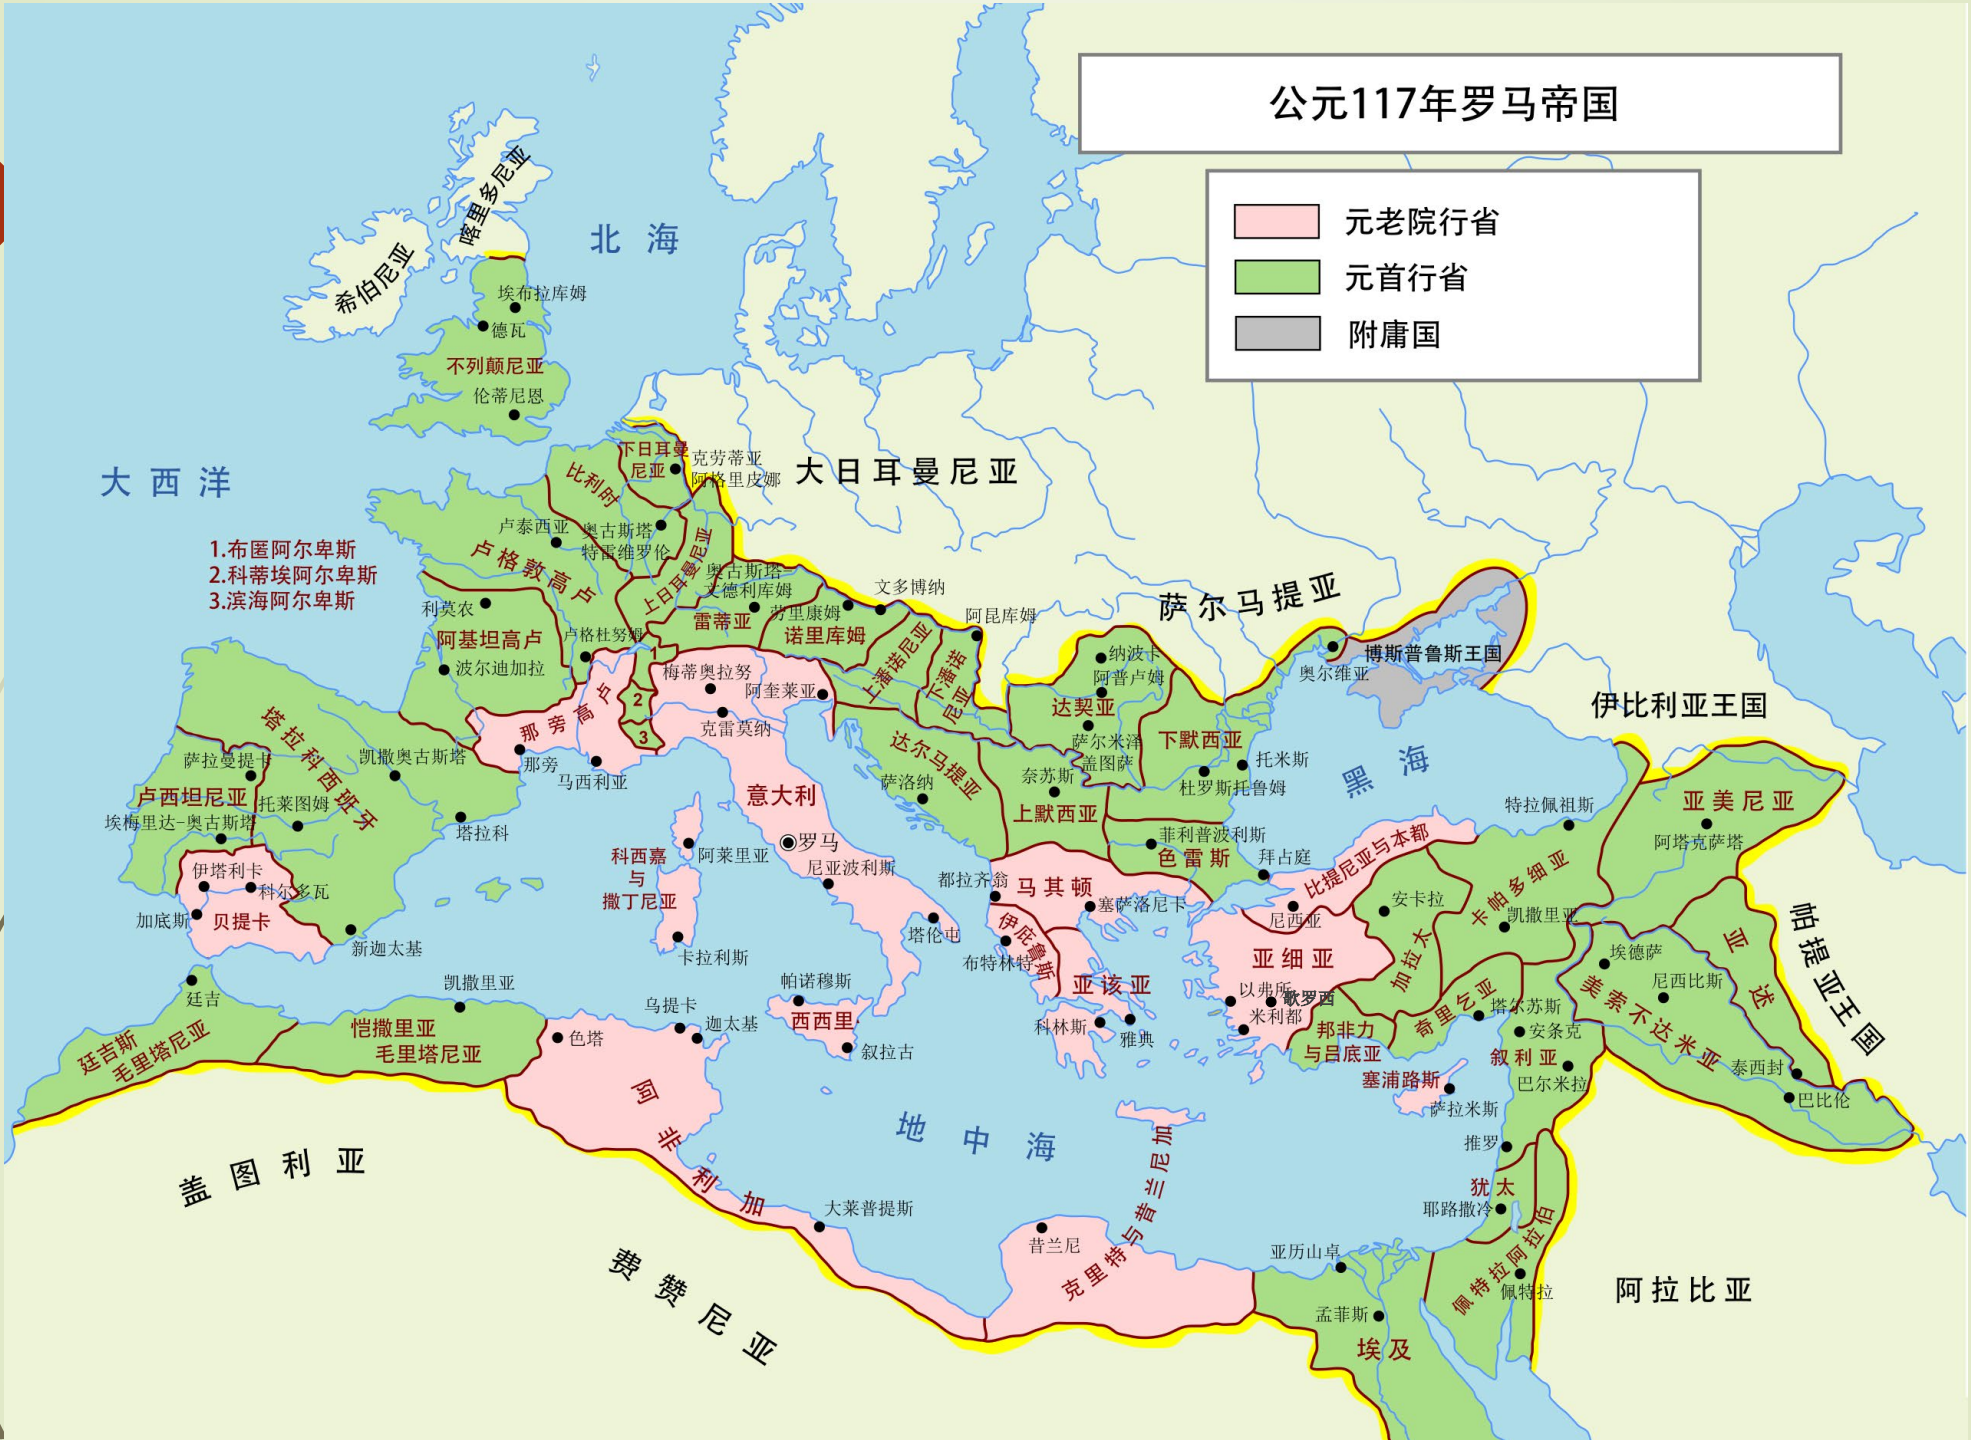 公元117年罗马帝国
元老院行省
元首行省
附庸国
喀里多尼亚
希伯尼亚
北海
埃布拉库姆
德瓦
不列颠尼亚
伦蒂尼恩
大西洋
1.布匿阿尔卑斯
2.科蒂埃阿尔卑斯
3.滨海阿尔卑斯
下日耳曼
尼亚
克劳蒂亚
阿格里皮娜
大日耳曼尼亚
比利时
卢泰西亚
奥古斯塔
特雷维罗伦
卢格敦高卢
上日耳曼尼亚
奥古斯塔-
文德利库姆
文多博纳
利莫农
阿基坦高卢
波尔迪加拉
卢格杜努姆
雷蒂亚
劳里康姆
诺里库姆
阿昆库姆
上潘诺尼亚
下潘诺
尼亚
萨尔马提亚
纳波卡
阿普卢姆
达契亚
萨尔米泽
盖图萨
奥尔维亚
博斯普鲁斯王国
伊比利亚王国
1
2
3
梅蒂奥拉努
阿奎莱亚
克雷莫纳
那旁高卢
那旁
马西利亚
塔拉科西班牙
萨拉曼提卡
卢西坦尼亚
托莱图姆
埃梅里达-奥古斯塔
凯撒奥古斯塔
塔拉科
伊塔利卡
科尔多瓦
加底斯
贝提卡
新迦太基
意大利
罗马
尼亚波利斯
塔伦屯
科西嘉
与
撒丁尼亚
阿莱里亚
卡拉利斯
达尔马提亚
萨洛纳
奈苏斯
上默西亚
下默西亚
托米斯
杜罗斯托鲁姆
黑海
菲利普波利斯
色雷斯
拜占庭
都拉齐翁
马其顿
塞萨洛尼卡
伊庇鲁斯
布特林特
亚该亚
科林斯
雅典
特拉佩祖斯
亚美尼亚
阿塔克萨塔
比提尼亚与本都
尼西亚
安卡拉
加拉太
卡帕多细亚
凯撒里亚
亚细亚
以弗所
歌罗西
米利都
邦非力
与吕底亚
奇里乞亚
塔尔苏斯
安条克
叙利亚
巴尔米拉
塞浦路斯
萨拉米斯
推罗
犹太
耶路撒冷
佩特拉阿拉伯
佩特拉
埃德萨
尼西比斯
美索不达米亚
亚述
泰西封
巴比伦
帕提亚王国
阿拉比亚
廷吉
廷吉斯
毛里塔尼亚
凯撒里亚
恺撒里亚
毛里塔尼亚
色塔
乌提卡
迦太基
帕诺穆斯
西西里
叙拉古
阿非利加
地中海
大莱普提斯
昔兰尼
克里特与昔兰尼加
亚历山卓
孟菲斯
埃及
盖图利亚
费赞尼亚